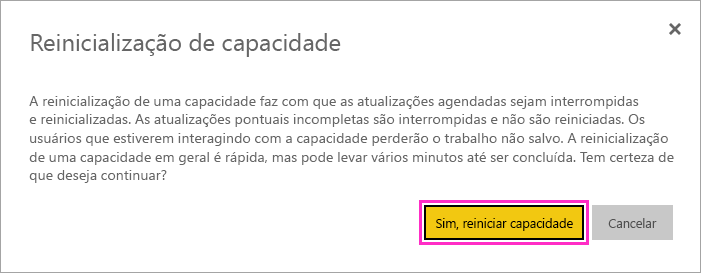 Reinicialização de capacidade
A reinicialização de uma capacidade faz com que as atualizações agendadas sejam interrompidas
e reinicializadas. As atualizações pontuais incompletas são interrompidas e não são reiniciadas. Os
usuários que estiverem interagindo com a capacidade perderão o trabalho não salvo. A reinicialização
de uma capacidade em geral é rápida, mas pode levar vários minutos até ser concluída. Tem certeza de
que deseja continuar?
Sim, reiniciar capacidade
Cancelar